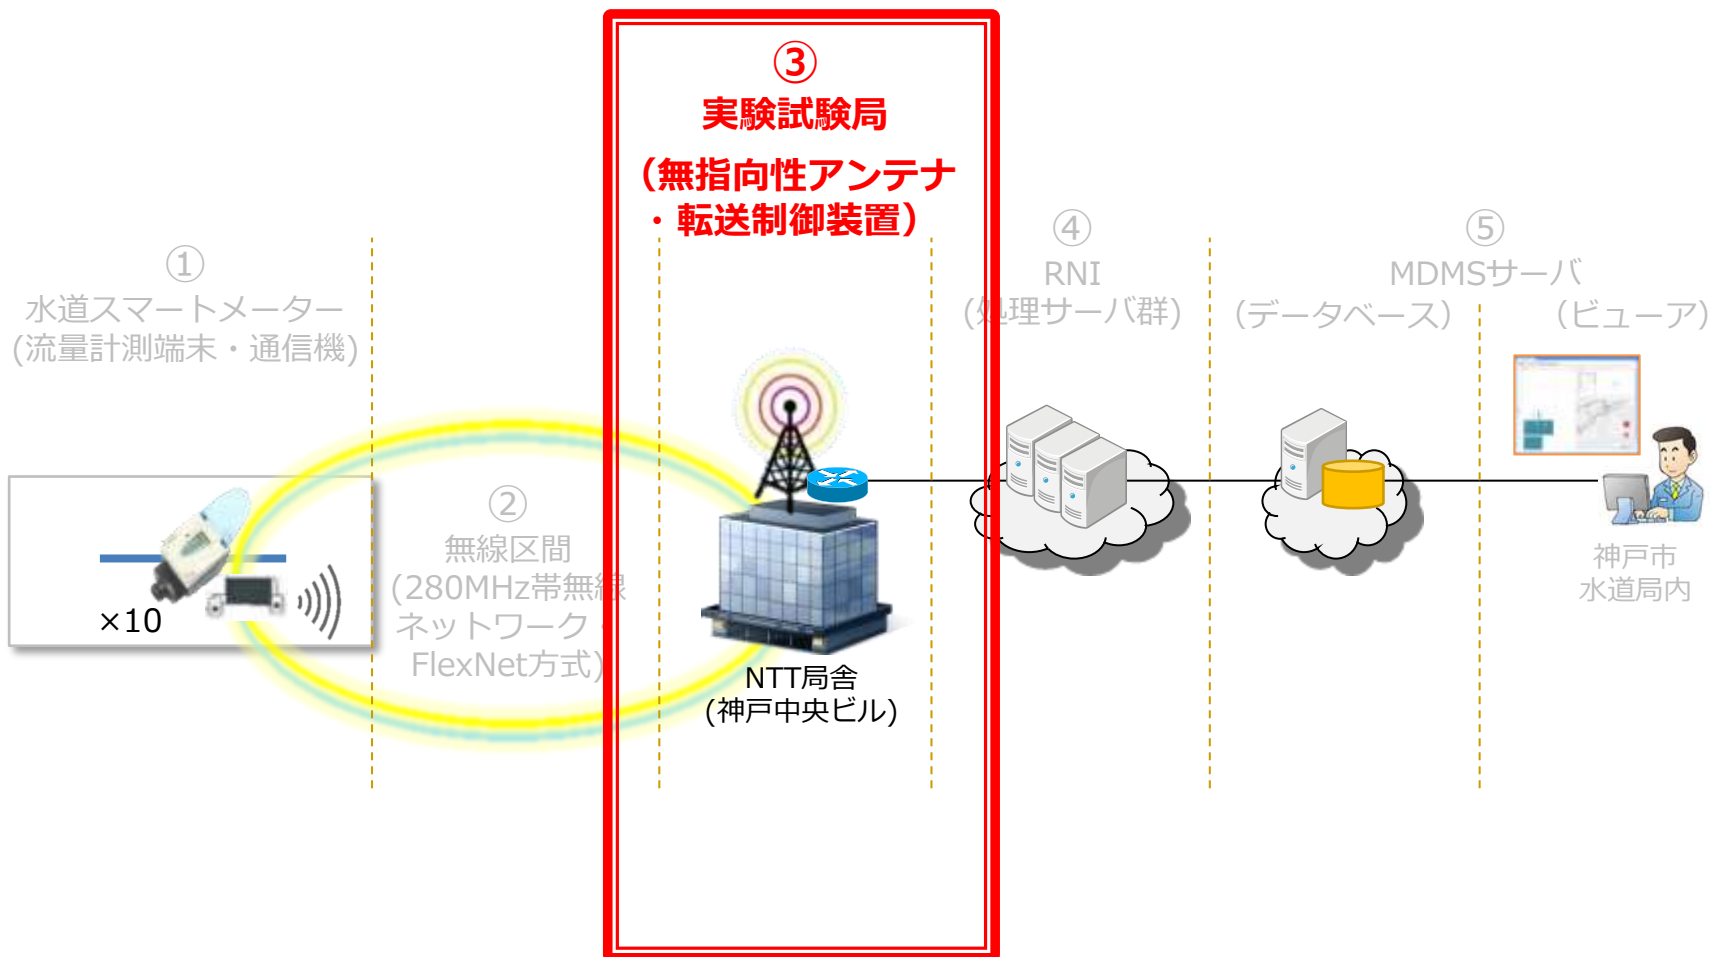 ③
実験試験局
（無指向性アンテナ
・転送制御装置）
①
水道スマートメーター
(流量計測端末・通信機)
×10
②
無線区間
(280MHz帯無線
ネットワーク・
FlexNet方式)
NTT局舎
(神戸中央ビル)
④
RNI
(処理サーバ群)
⑤
MDMSサーバ
（データベース）
（ビューア）
神戸市
水道局内